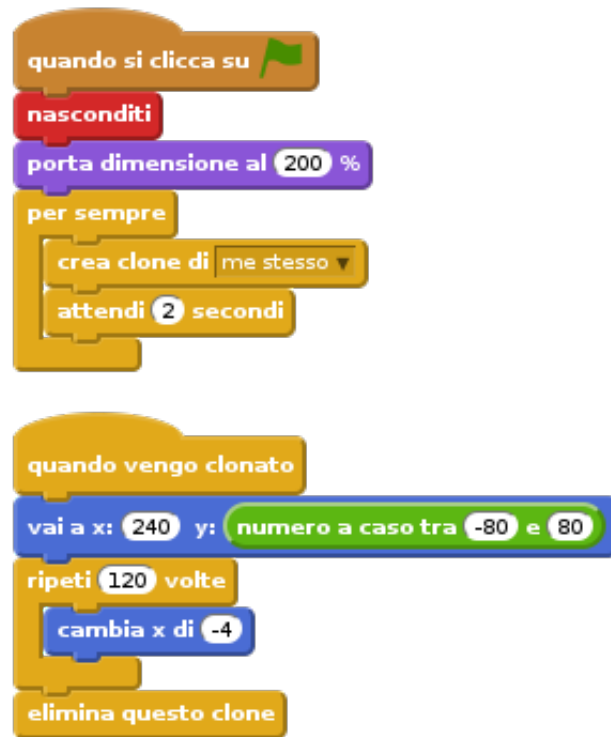 quando si clicca su
nasconditi
porta dimensione al 200 %
per sempre
crea clone di me stesso
attendi 2 secondi
quando vengo clonato
vai a x: 240 y: numero a caso tra -80 e 80
ripeti 120 volte
cambia x di -4
elimina questo clone